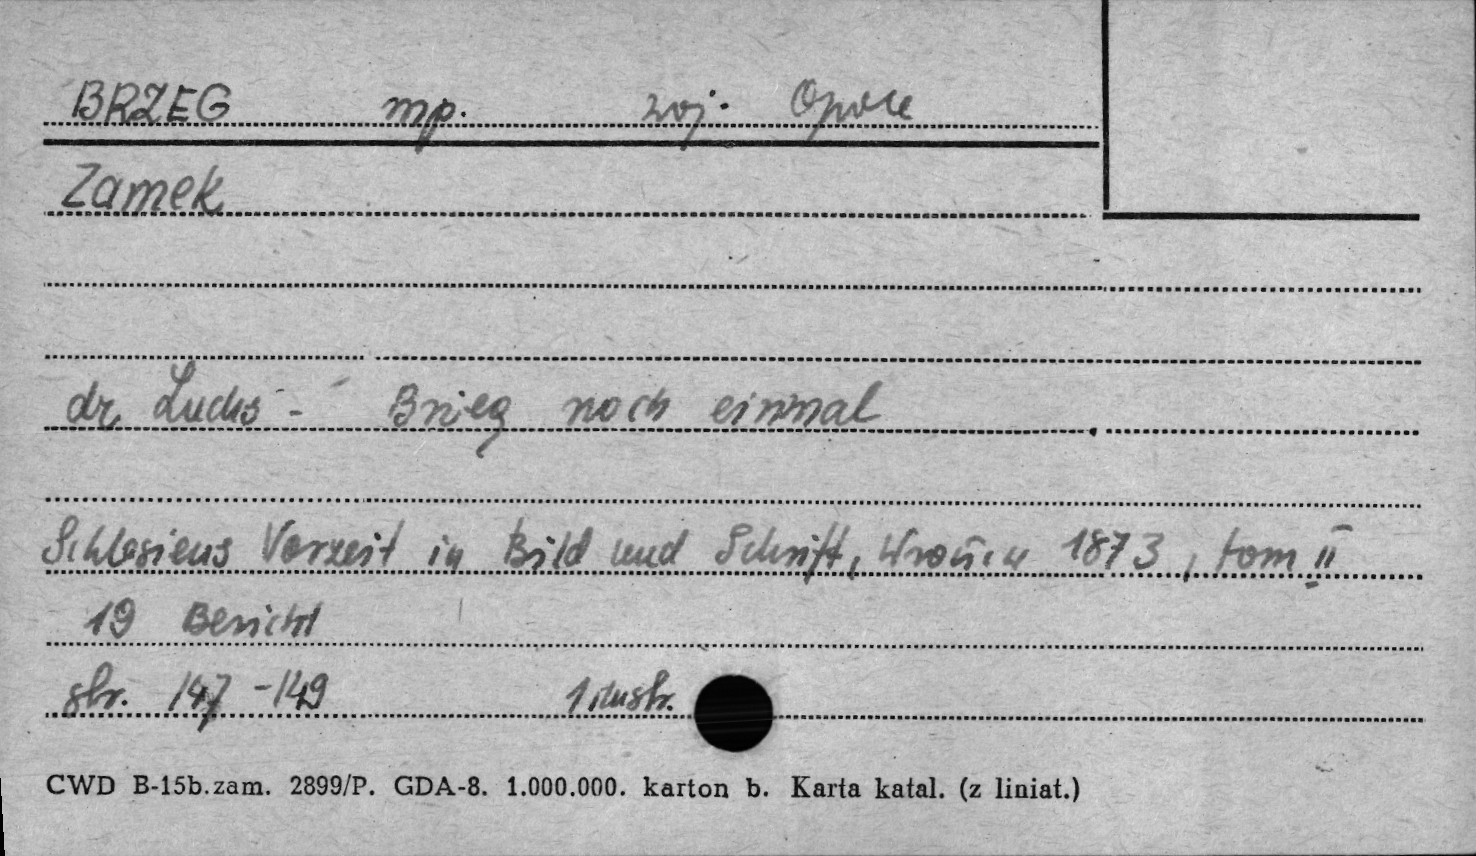 BRZEG mp. woj. Opole
Zamek
dr Luchs - Brieg noch einmal
Schlesiens Vorzeit in Bild und Schrift, Wrocław 1873, tom II
19 Bericht
str. 147-149 1 ilustr.
CWD B-15b.zam. 2899/P. GDA-8. 1.000.000. karton b. Karta katal. (z liniat.)